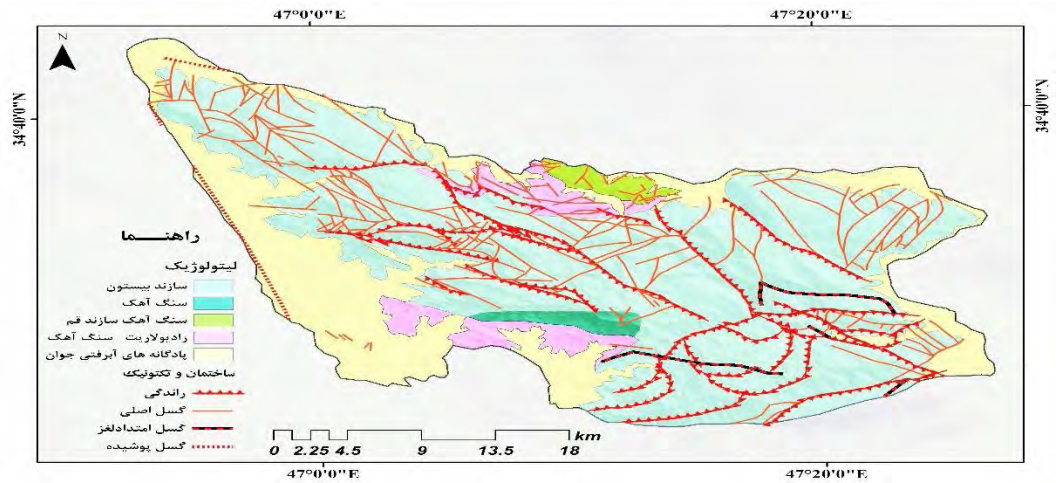 47°0'0"E 47°20'0"E
N
34°40'0"N 34°40'0"N
راهنـــما
لیتولوژیک
سازند بیستون
سنگ آهک
سنگ آهک سازند قم
رادیولاریت سنگ آهک
پادگانه های آبرفتی جوان
ساختمان و تکتونیک
راندگی
گسل اصلی
گسل امتدادلغز
گسل پوشیده
km
0 2.25 4.5 9 13.5 18
47°0'0"E 47°20'0"E